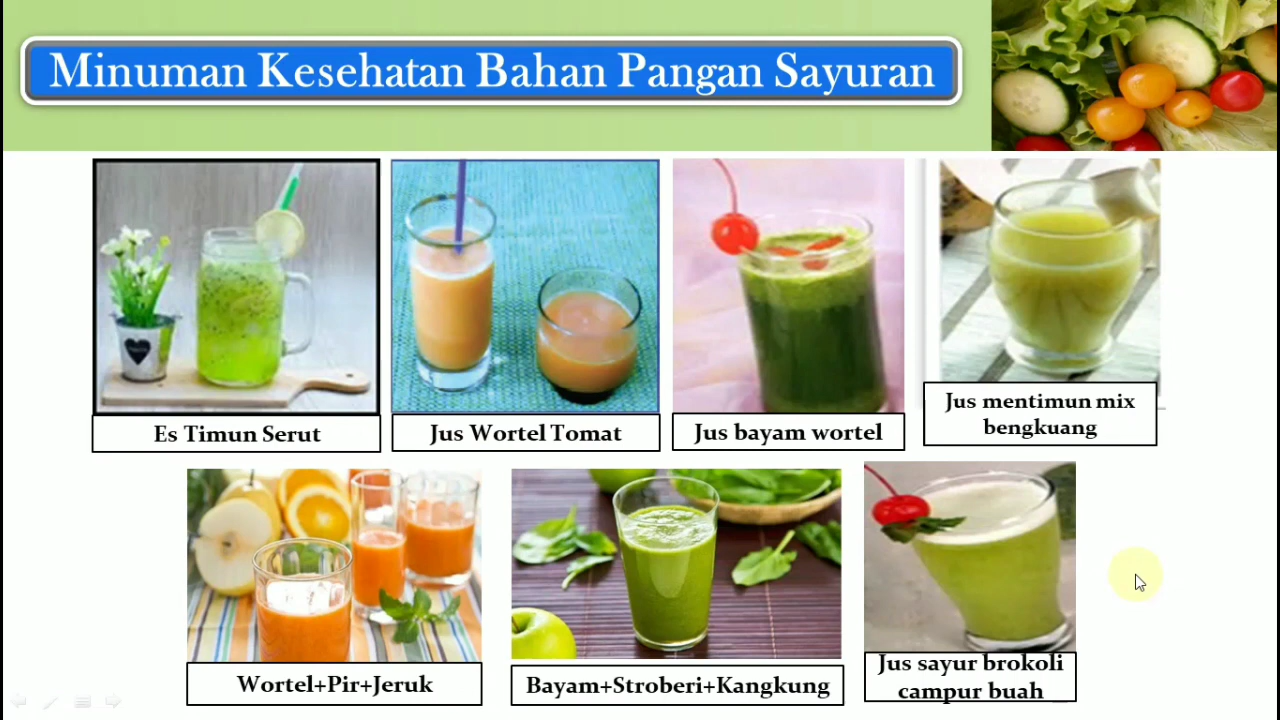 Minuman Kesehatan Bahan Pangan Sayuran
Es Timun Serut
Jus Wortel Tomat
Jus bayam wortel
Jus mentimun mix
bengkuang
Wortel+Pir+Jeruk
Bayam+Stroberi+Kangkung
Jus sayur brokoli
campur buah